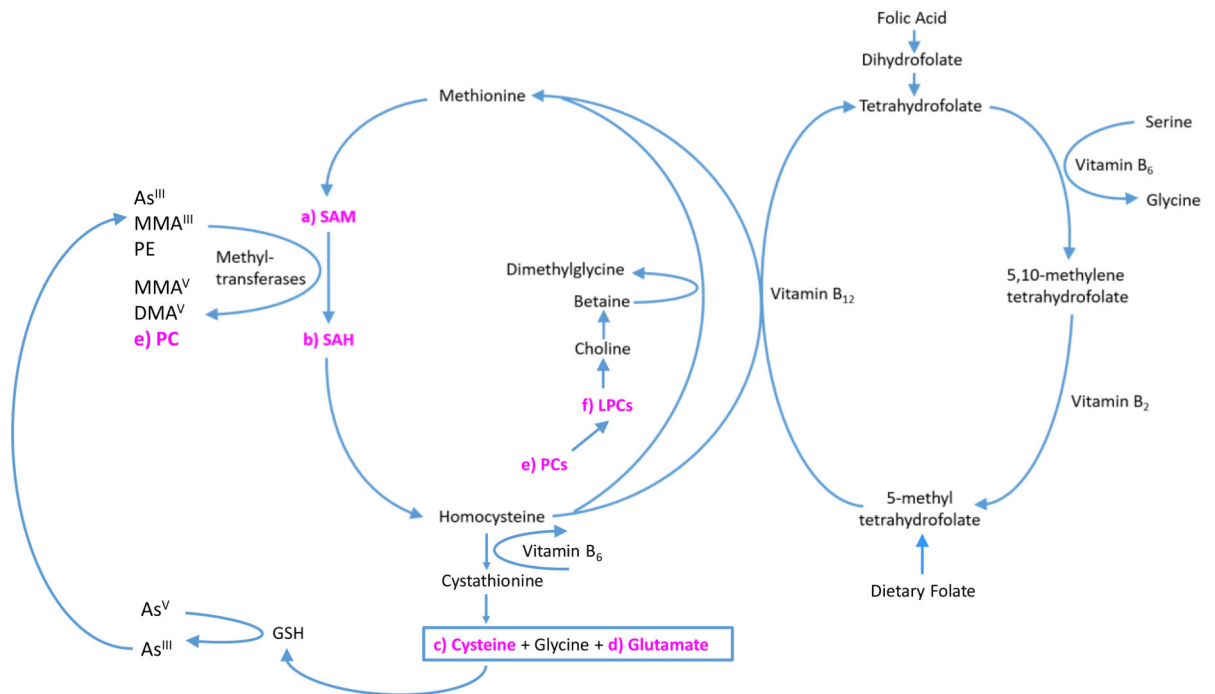 Folic Acid
Dihydrofolate
Methionine
Tetrahydrofolate
Serine
Vitamin B₆
Glycine
Asᴵᴵᴵ
MMAᴵᴵᴵ
PE
Methyl-
transferases
MMAⱽ
DMAⱽ
e) PC
a) SAM
b) SAH
Dimethylglycine
Betaine
Choline
f) LPCs
e) PCs
Vitamin B₁₂
5,10-methylene
tetrahydrofolate
Vitamin B₂
5-methyl
tetrahydrofolate
Dietary Folate
Homocysteine
Vitamin B₆
Cystathionine
c) Cysteine + Glycine + d) Glutamate
Asⱽ
GSH
Asᴵᴵᴵ